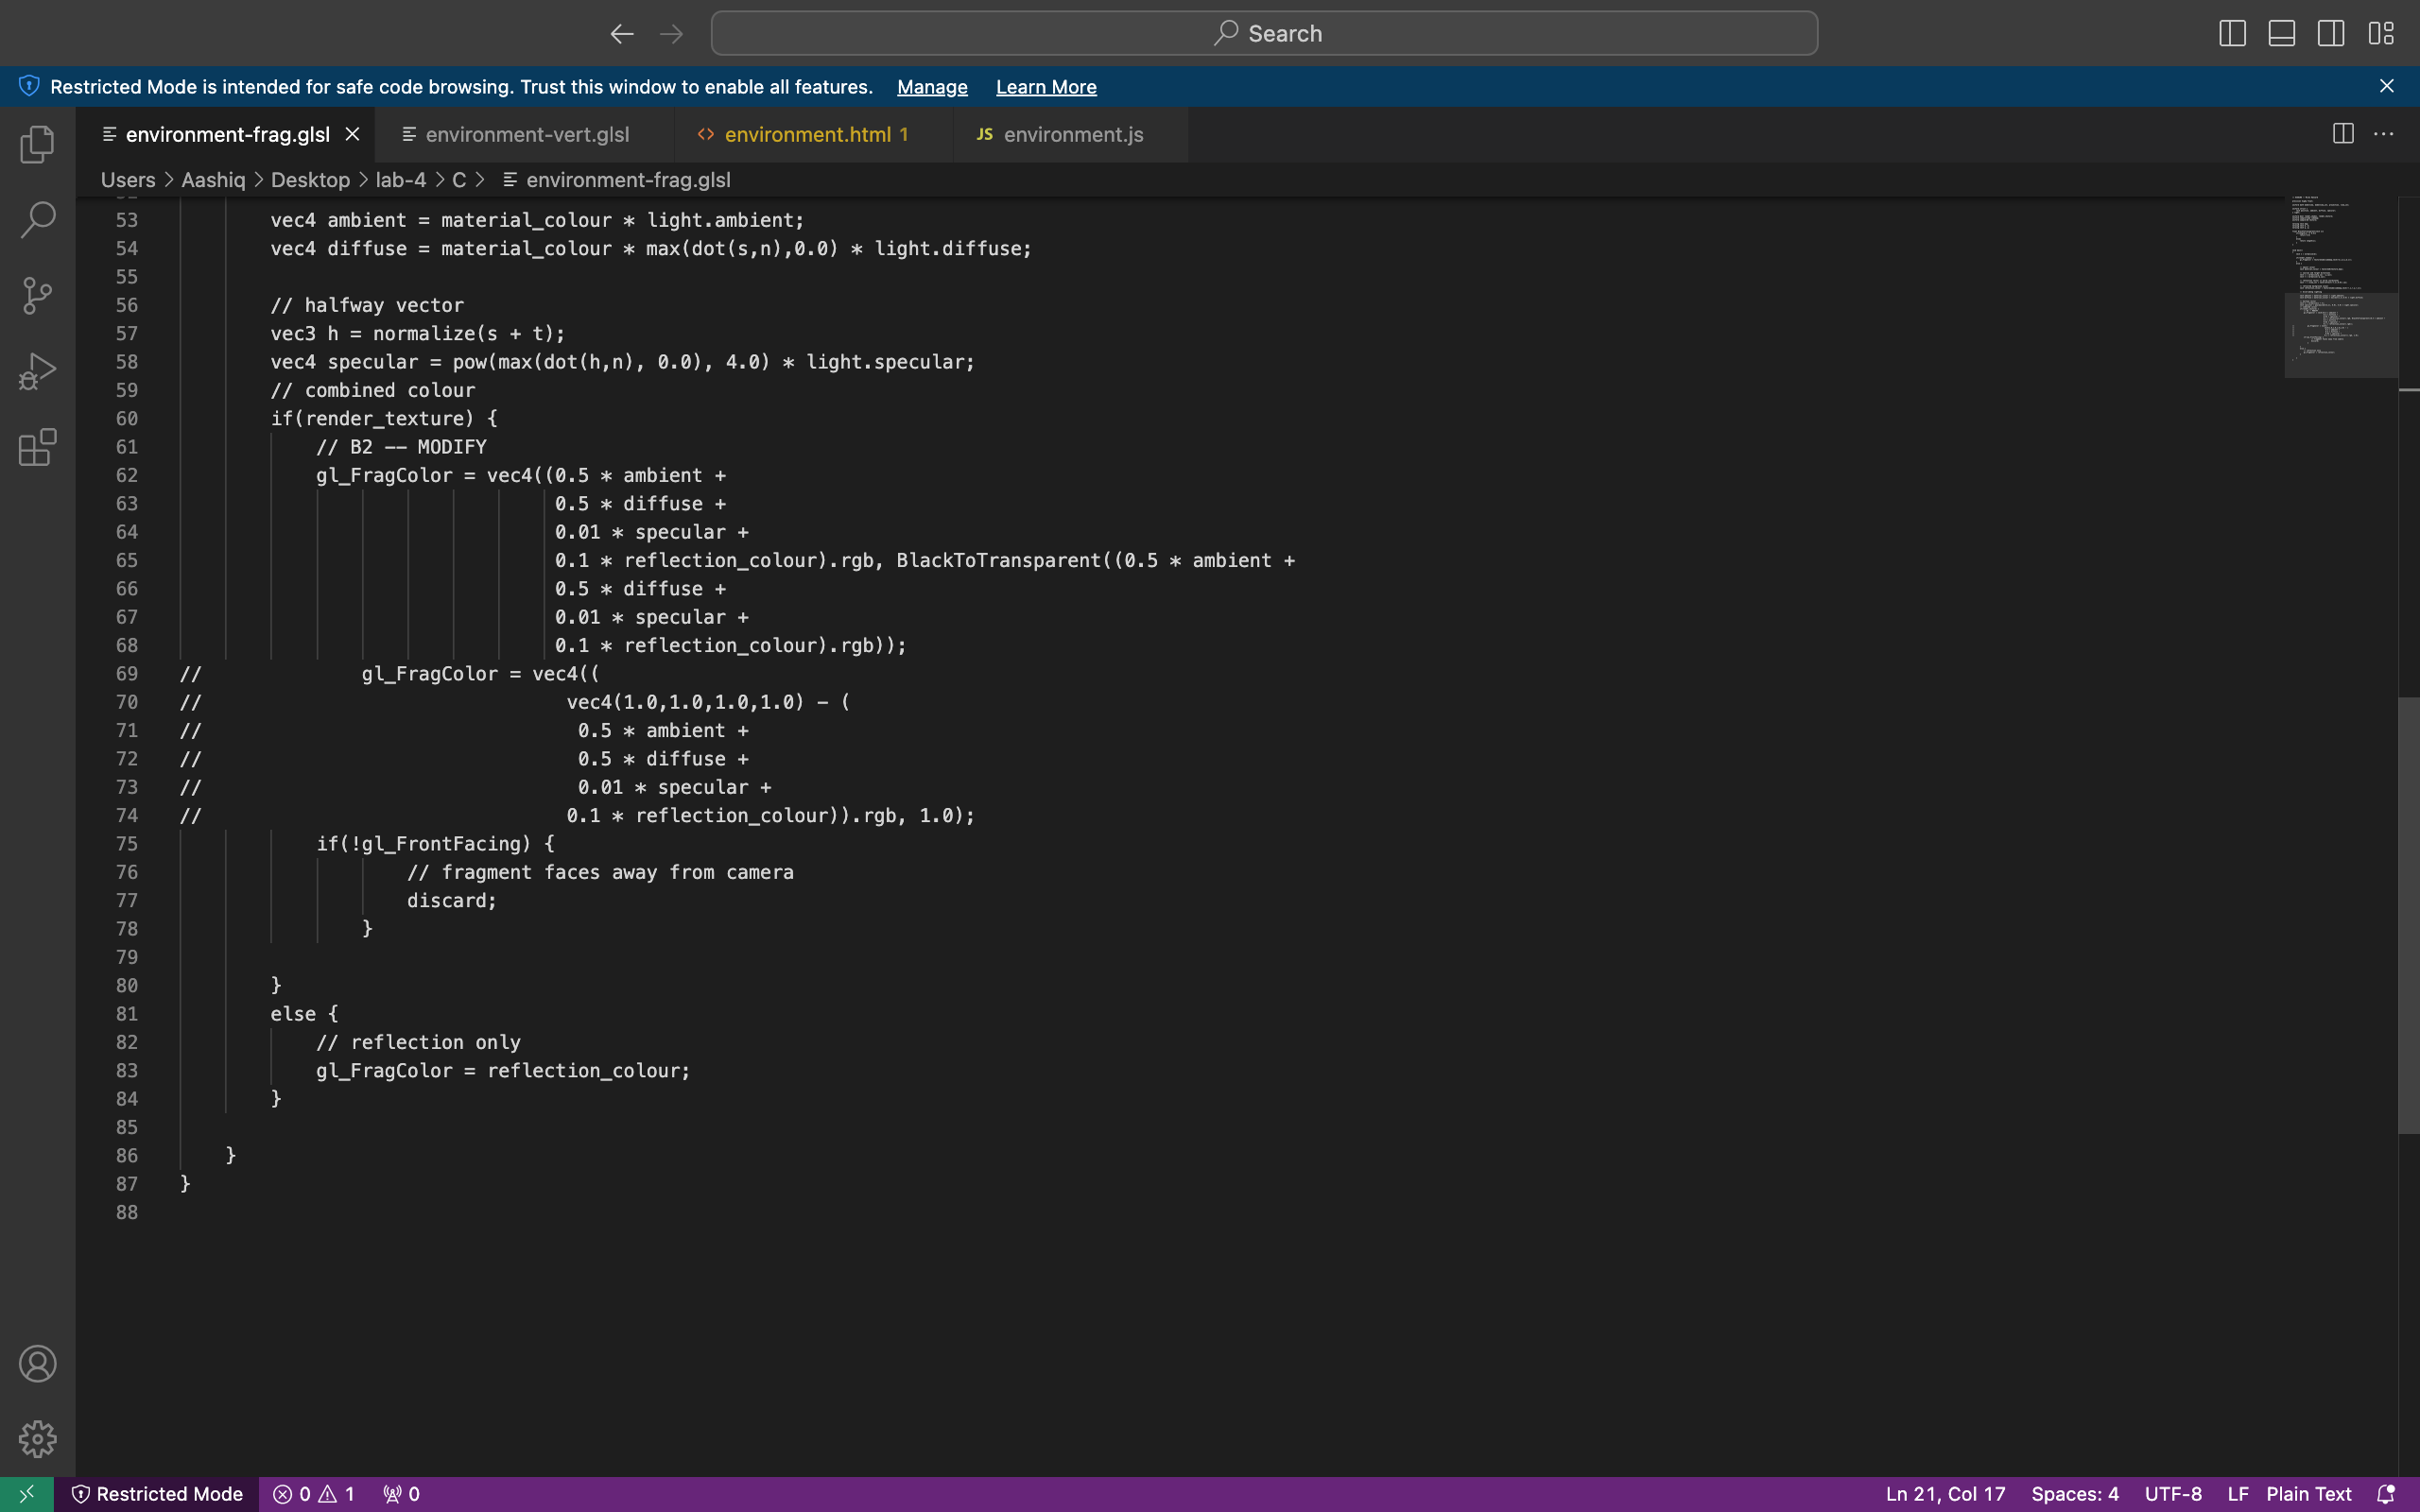 Search
Restricted Mode is intended for safe code browsing. Trust this window to enable all features. Manage Learn More
environment-frag.glsl environment-vert.glsl <> environment.html 1 JS environment.js
Users > Aashiq > Desktop > lab-4 > C > environment-frag.glsl
53 vec4 ambient = material_colour * light.ambient;
54 vec4 diffuse = material_colour * max(dot(s,n),0.0) * light.diffuse;
55
56 // halfway vector
57 vec3 h = normalize(s + t);
58 vec4 specular = pow(max(dot(h,n), 0.0), 4.0) * light.specular;
59 // combined colour
60 if(render_texture) {
61 // B2 -- MODIFY
62 gl_FragColor = vec4((0.5 * ambient +
63 0.5 * diffuse +
64 0.01 * specular +
65 0.1 * reflection_colour).rgb, BlackToTransparent((0.5 * ambient +
66 0.5 * diffuse +
67 0.01 * specular +
68 0.1 * reflection_colour).rgb));
69 // gl_FragColor = vec4((
70 // vec4(1.0,1.0,1.0,1.0) - (
71 // 0.5 * ambient +
72 // 0.5 * diffuse +
73 // 0.01 * specular +
74 // 0.1 * reflection_colour)).rgb, 1.0);
75 if(!gl_FrontFacing) {
76 // fragment faces away from camera
77 discard;
78 }
79
80 }
81 else {
82 // reflection only
83 gl_FragColor = reflection_colour;
84 }
85
86 }
87 }
88
Restricted Mode 0 1 0 Ln 21, Col 17 Spaces: 4 UTF-8 LF Plain Text